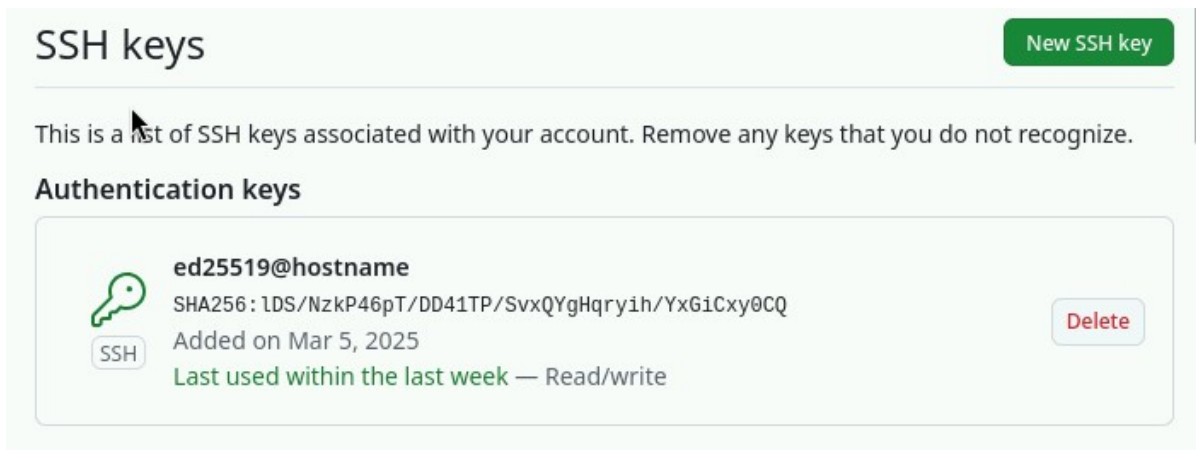 SSH keys
New SSH key
This is a list of SSH keys associated with your account. Remove any keys that you do not recognize.
Authentication keys
ed25519@hostname
SHA256:lDS/NzkP46pT/DD41TP/SvxQYgHqryih/YxGiCxy0CQ
SSH
Added on Mar 5, 2025
Last used within the last week — Read/write
Delete